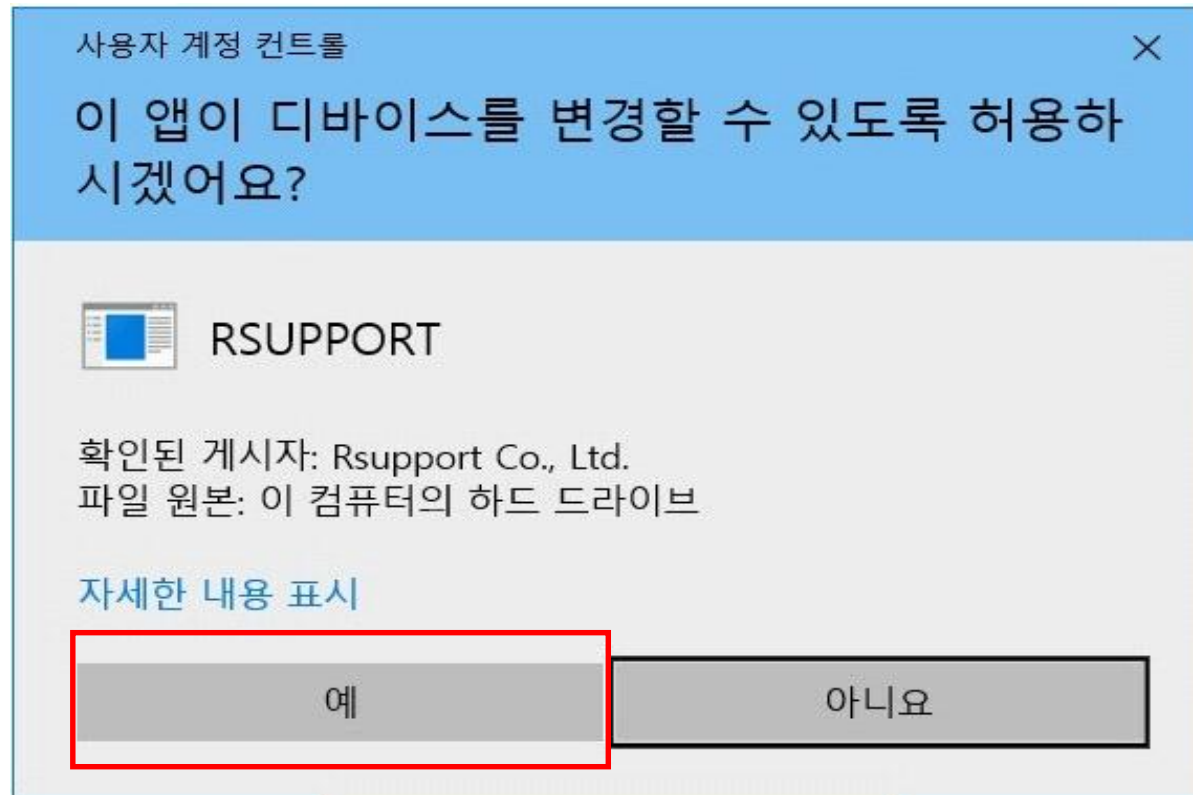 사용자 계정 컨트롤
이 앱이 디바이스를 변경할 수 있도록 허용하
시겠어요?
RSUPPORT
확인된 게시자: Rsupport Co., Ltd.
파일 원본: 이 컴퓨터의 하드 드라이브
자세한 내용 표시
예
아니요